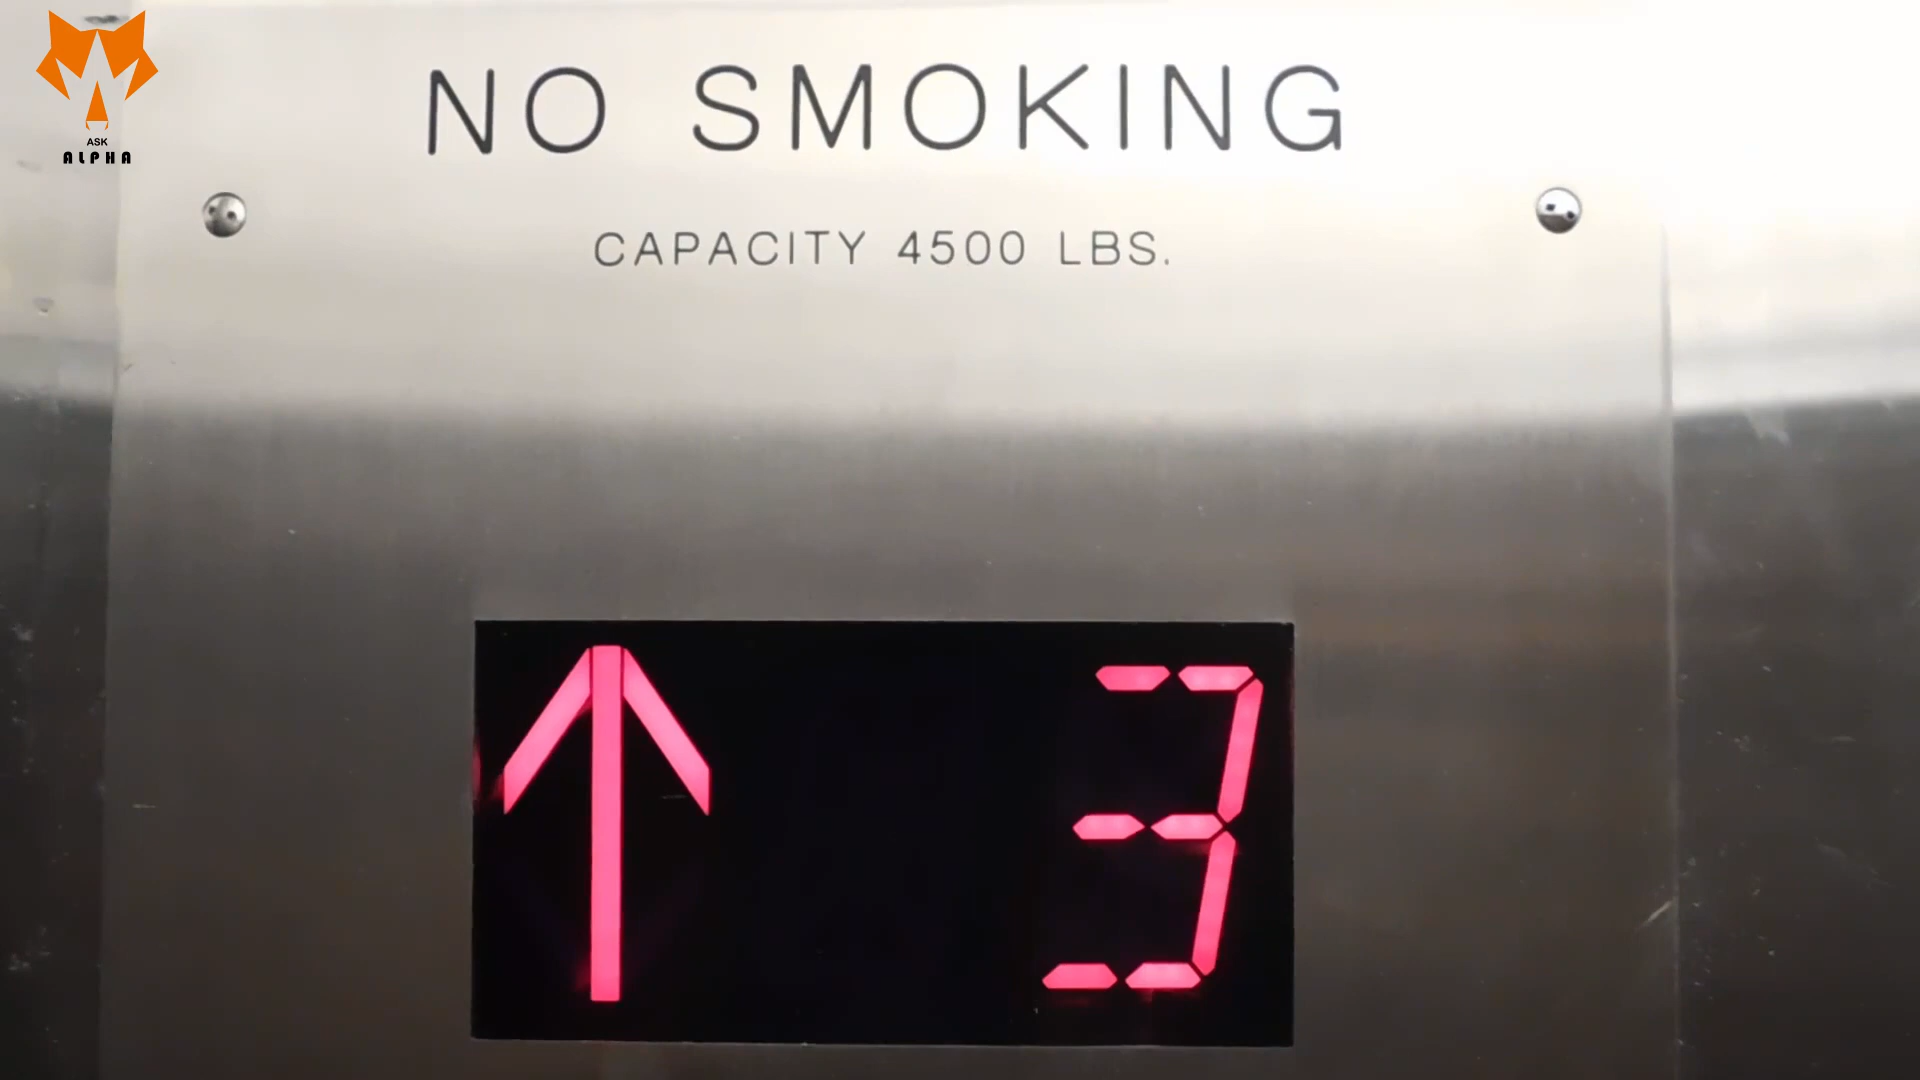 ASK
ALPHA
NO SMOKING
CAPACITY 4500 LBS.
↑ 3